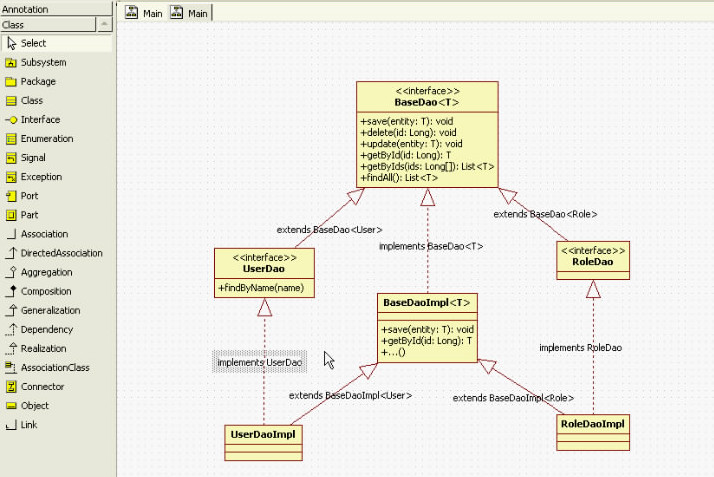 Annotation
Class
Select
Subsystem
Package
Class
Interface
Enumeration
Signal
Exception
Port
Part
Association
DirectedAssociation
Aggregation
Composition
Generalization
Dependency
Realization
AssociationClass
Connector
Object
Link
Main
Main
<<interface>>
BaseDao<T>
+save(entity: T): void
+delete(id: Long): void
+update(entity: T): void
+getById(id: Long): T
+getByIds(ids: Long[]): List<T>
+findAll(): List<T>
extends BaseDao<User>
implements BaseDao<T>
extends BaseDao<Role>
<<interface>>
UserDao
+findByName(name)
<<interface>>
RoleDao
BaseDaoImpl<T>
+save(entity: T): void
+getById(id: Long): T
+...()
implements UserDao
implements RoleDao
extends BaseDaoImpl<User>
extends BaseDaoImpl<Role>
UserDaoImpl
RoleDaoImpl